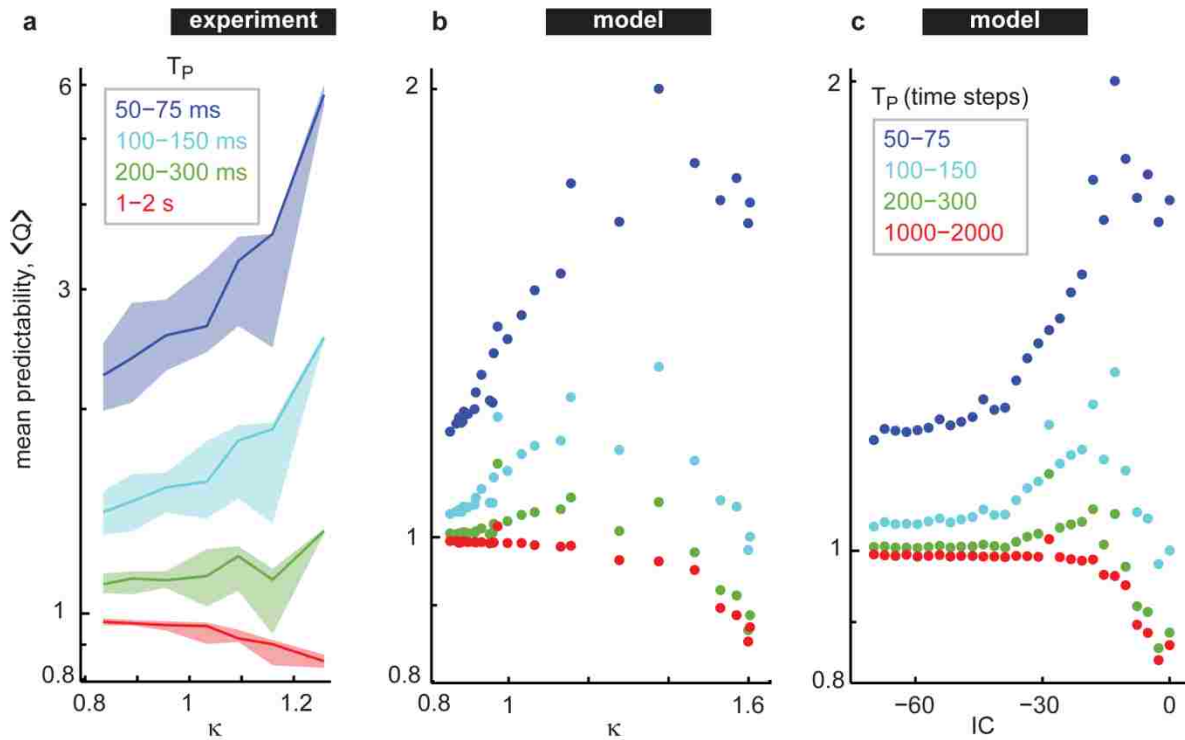 a experiment
b model
c model
mean predictability, ⟨Q⟩
6
3
1
0.8
T_P
50–75 ms
100–150 ms
200–300 ms
1–2 s
0.8 1 1.2
κ
2
1
0.8
0.8 1 1.6
κ
2
1
0.8
T_P (time steps)
50–75
100–150
200–300
1000–2000
−60 −30 0
IC